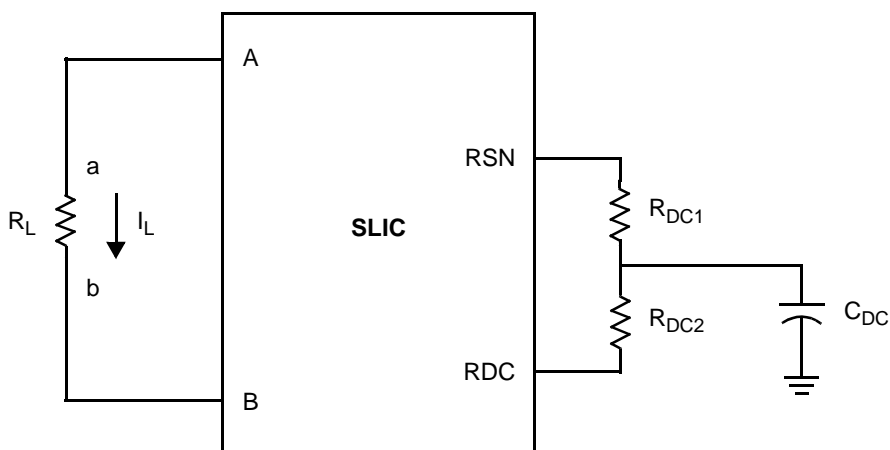 A
RSN
a
R_DC1
R_L
I_L
SLIC
b
R_DC2
C_DC
RDC
B